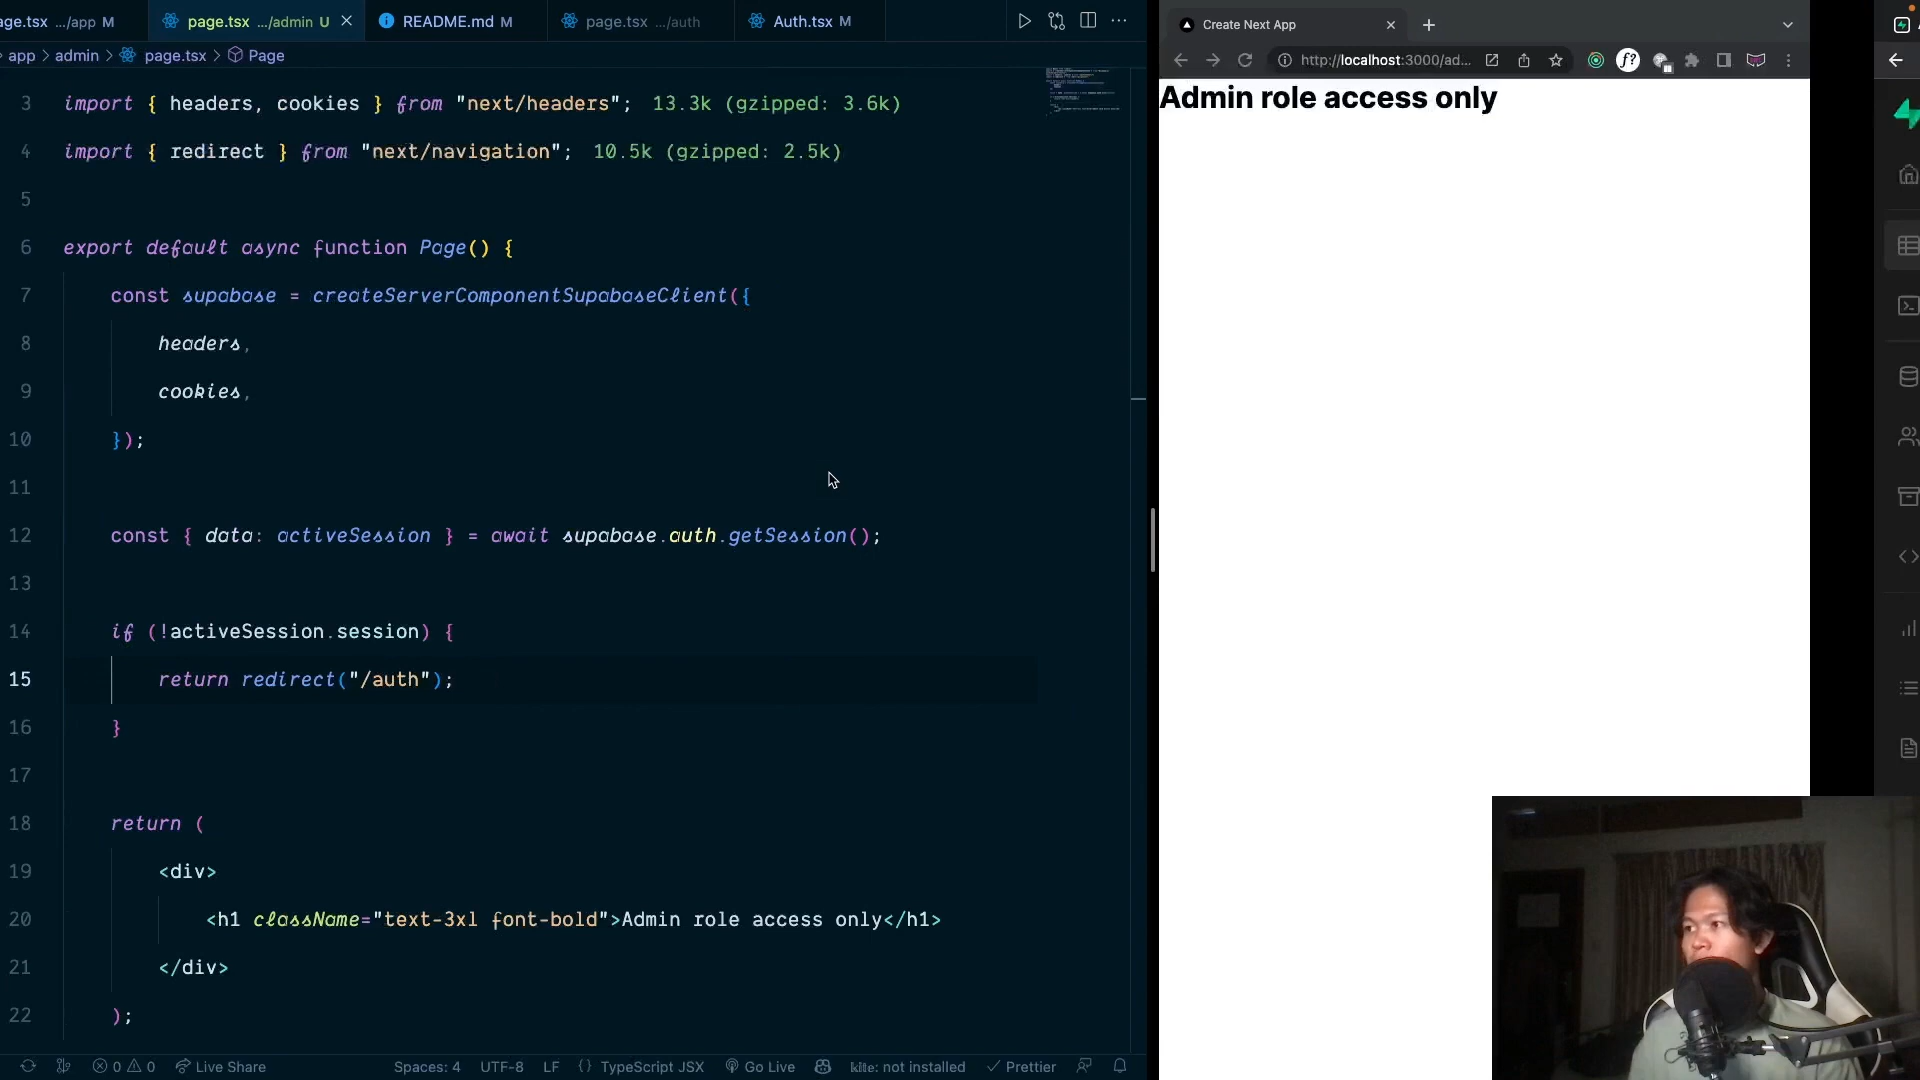 age.tsx .../app M
page.tsx .../admin U
README.md M
page.tsx .../auth
Auth.tsx M
app > admin > page.tsx > Page
3 import { headers, cookies } from "next/headers"; 13.3k (gzipped: 3.6k)
4 import { redirect } from "next/navigation"; 10.5k (gzipped: 2.5k)
5
6 export default async function Page() {
7 const supabase = createServerComponentSupabaseClient({
8 headers,
9 cookies,
10 });
11
12 const { data: activeSession } = await supabase.auth.getSession();
13
14 if (!activeSession.session) {
15 return redirect("/auth");
16 }
17
18 return (
19 <div>
20 <h1 className="text-3xl font-bold">Admin role access only</h1>
21 </div>
22 );
0 0 Live Share Spaces: 4 UTF-8 LF {} TypeScript JSX Go Live kite: not installed Prettier
Create Next App
http://localhost:3000/ad...
f?
Admin role access only